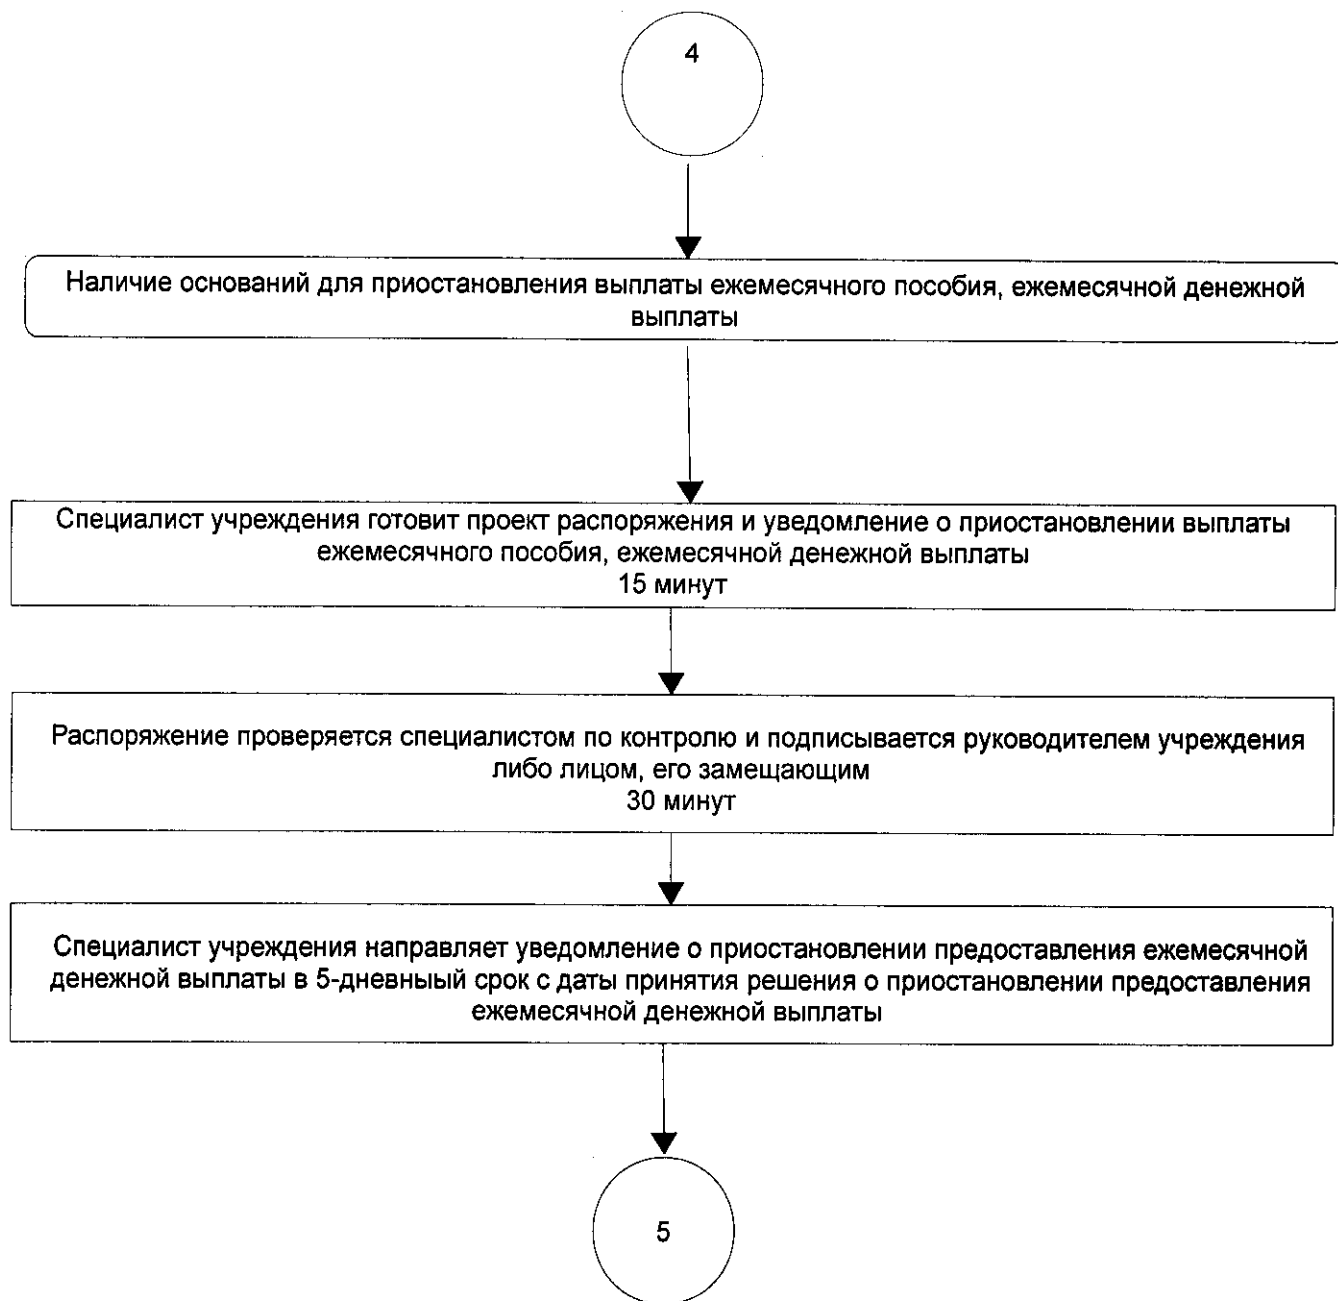 4
Наличие оснований для приостановления выплаты ежемесячного пособия, ежемесячной денежной
выплаты
Специалист учреждения готовит проект распоряжения и уведомление о приостановлении выплаты
ежемесячного пособия, ежемесячной денежной выплаты
15 минут
Распоряжение проверяется специалистом по контролю и подписывается руководителем учреждения
либо лицом, его замещающим
30 минут
Специалист учреждения направляет уведомление о приостановлении предоставления ежемесячной
денежной выплаты в 5-дневныый срок с даты принятия решения о приостановлении предоставления
ежемесячной денежной выплаты
5